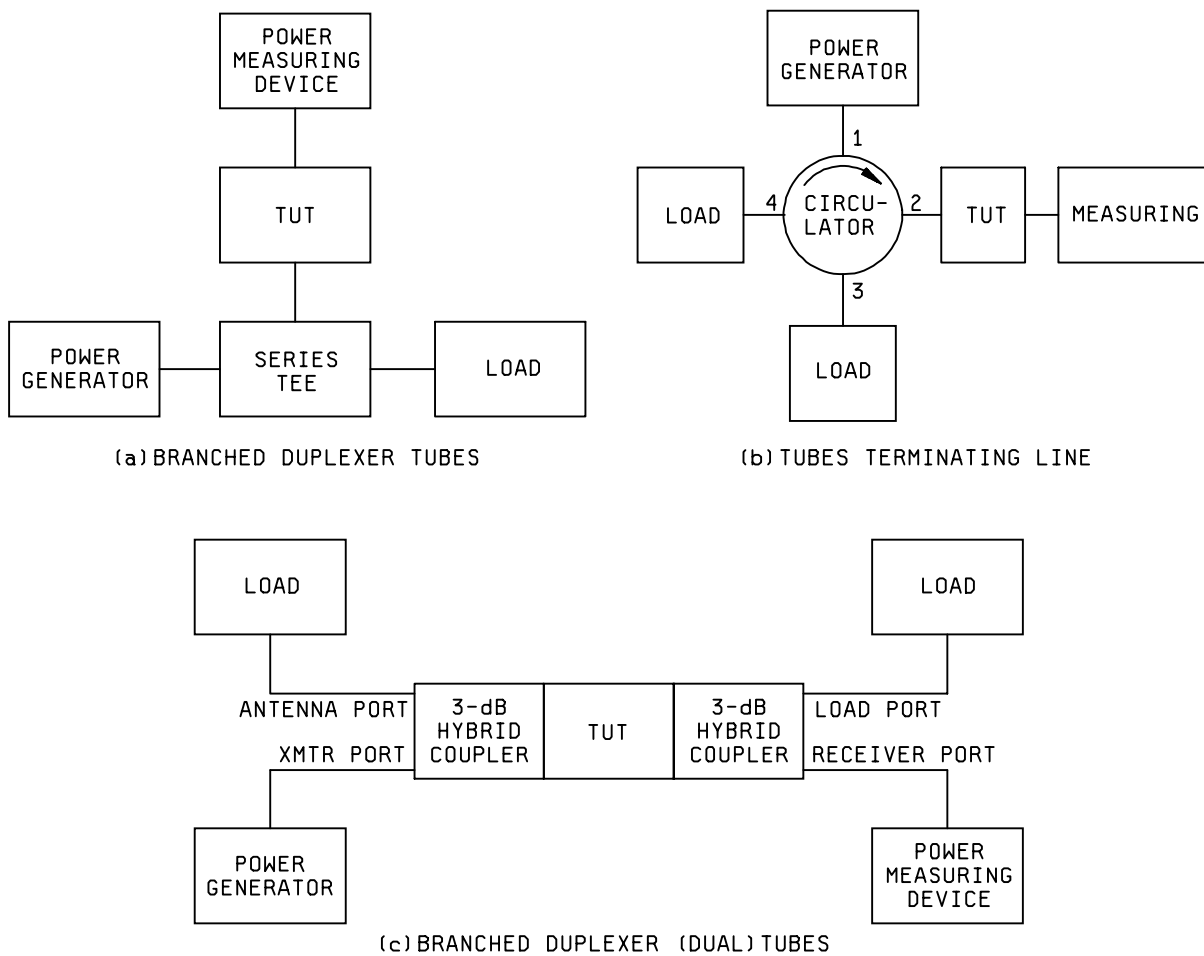 POWER
MEASURING
DEVICE
TUT
POWER
GENERATOR
SERIES
TEE
LOAD
(a) BRANCHED DUPLEXER TUBES
POWER
GENERATOR
1
LOAD
4
CIRCU-
LATOR
2
TUT
MEASURING
3
LOAD
(b) TUBES TERMINATING LINE
LOAD
LOAD
ANTENNA PORT
3-dB
HYBRID
COUPLER
TUT
3-dB
HYBRID
COUPLER
LOAD PORT
XMTR PORT
RECEIVER PORT
POWER
GENERATOR
POWER
MEASURING
DEVICE
(c) BRANCHED DUPLEXER (DUAL) TUBES